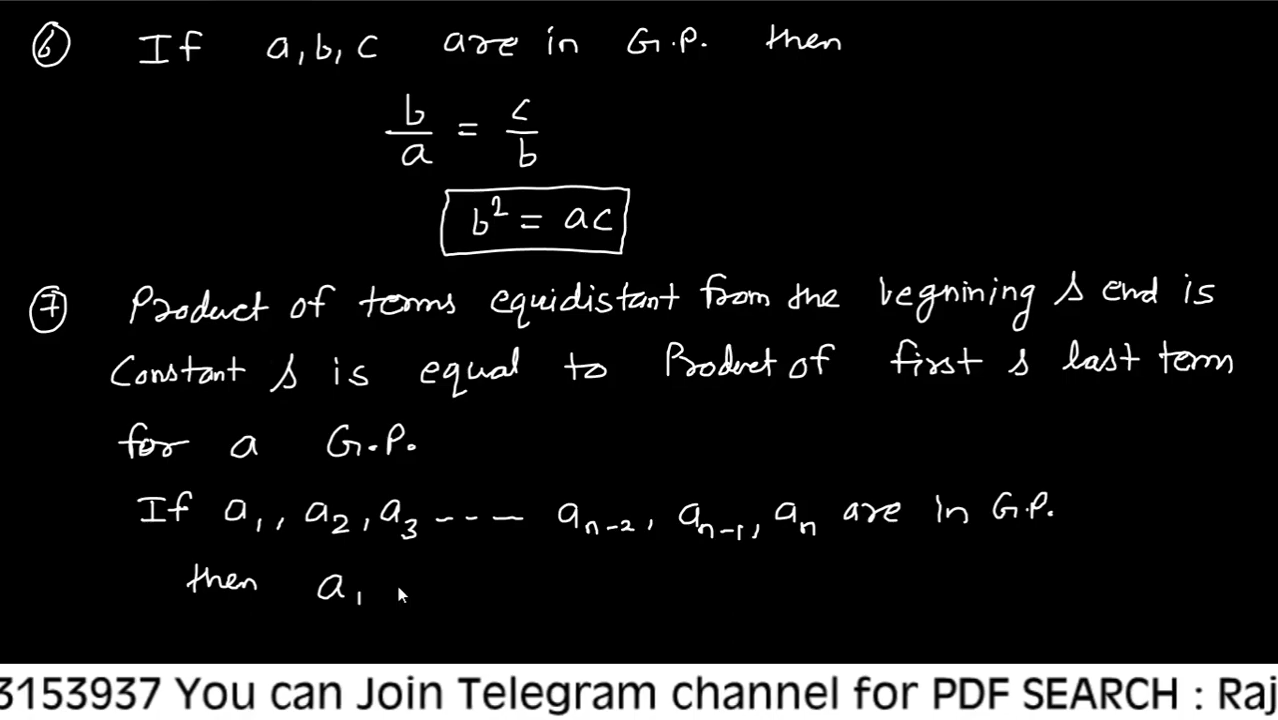 ⑥ If a, b, c are in G.P. then
b/a = c/b
b² = ac
⑦ Product of terms equidistant from the begnining & end is
Constant & is equal to Product of first & last term
for a G.P.
If a₁, a₂, a₃ ---- aₙ₋₂, aₙ₋₁, aₙ are in G.P.
then a₁
3153937 You can Join Telegram channel for PDF SEARCH : Raj